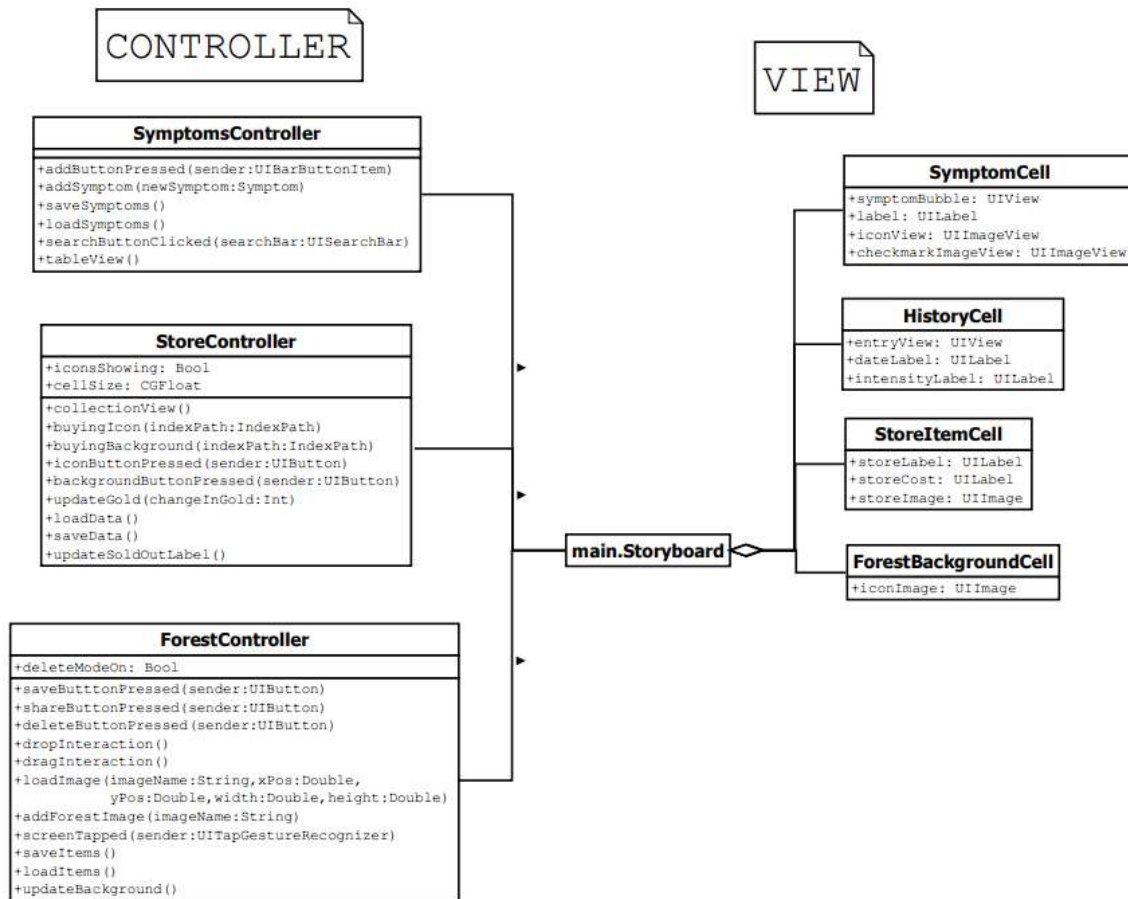 CONTROLLER
SymptomsController
+addButtonPressed(sender:UIBarButtonItem)
+addSymptom(newSymptom:Symptom)
+saveSymptoms()
+loadSymptoms()
+searchButtonClicked(searchBar:UISearchBar)
+tableView()
StoreController
+iconsShowing: Bool
+cellSize: CGFloat
+collectionView()
+buyingIcon(indexPath:IndexPath)
+buyingBackground(indexPath:IndexPath)
+iconButtonPressed(sender:UIButton)
+backgroundButtonPressed(sender:UIButton)
+updateGold(changeInGold:Int)
+loadData()
+saveData()
+updateSoldOutLabel()
ForestController
+deleteModeOn: Bool
+saveButttonPressed(sender:UIButton)
+shareButtonPressed(sender:UIButton)
+deleteButtonPressed(sender:UIButton)
+dropInteraction()
+dragInteraction()
+loadImage(imageName:String,xPos:Double,
yPos:Double,width:Double,height:Double)
+addForestImage(imageName:String)
+screenTapped(sender:UITapGestureRecognizer)
+saveItems()
+loadItems()
+updateBackground()
main.Storyboard
VIEW
SymptomCell
+symptomBubble: UIView
+label: UILabel
+iconView: UIImageView
+checkmarkImageView: UIImageView
HistoryCell
+entryView: UIView
+dateLabel: UILabel
+intensityLabel: UILabel
StoreItemCell
+storeLabel: UILabel
+storeCost: UILabel
+storeImage: UIImage
ForestBackgroundCell
+iconImage: UIImage